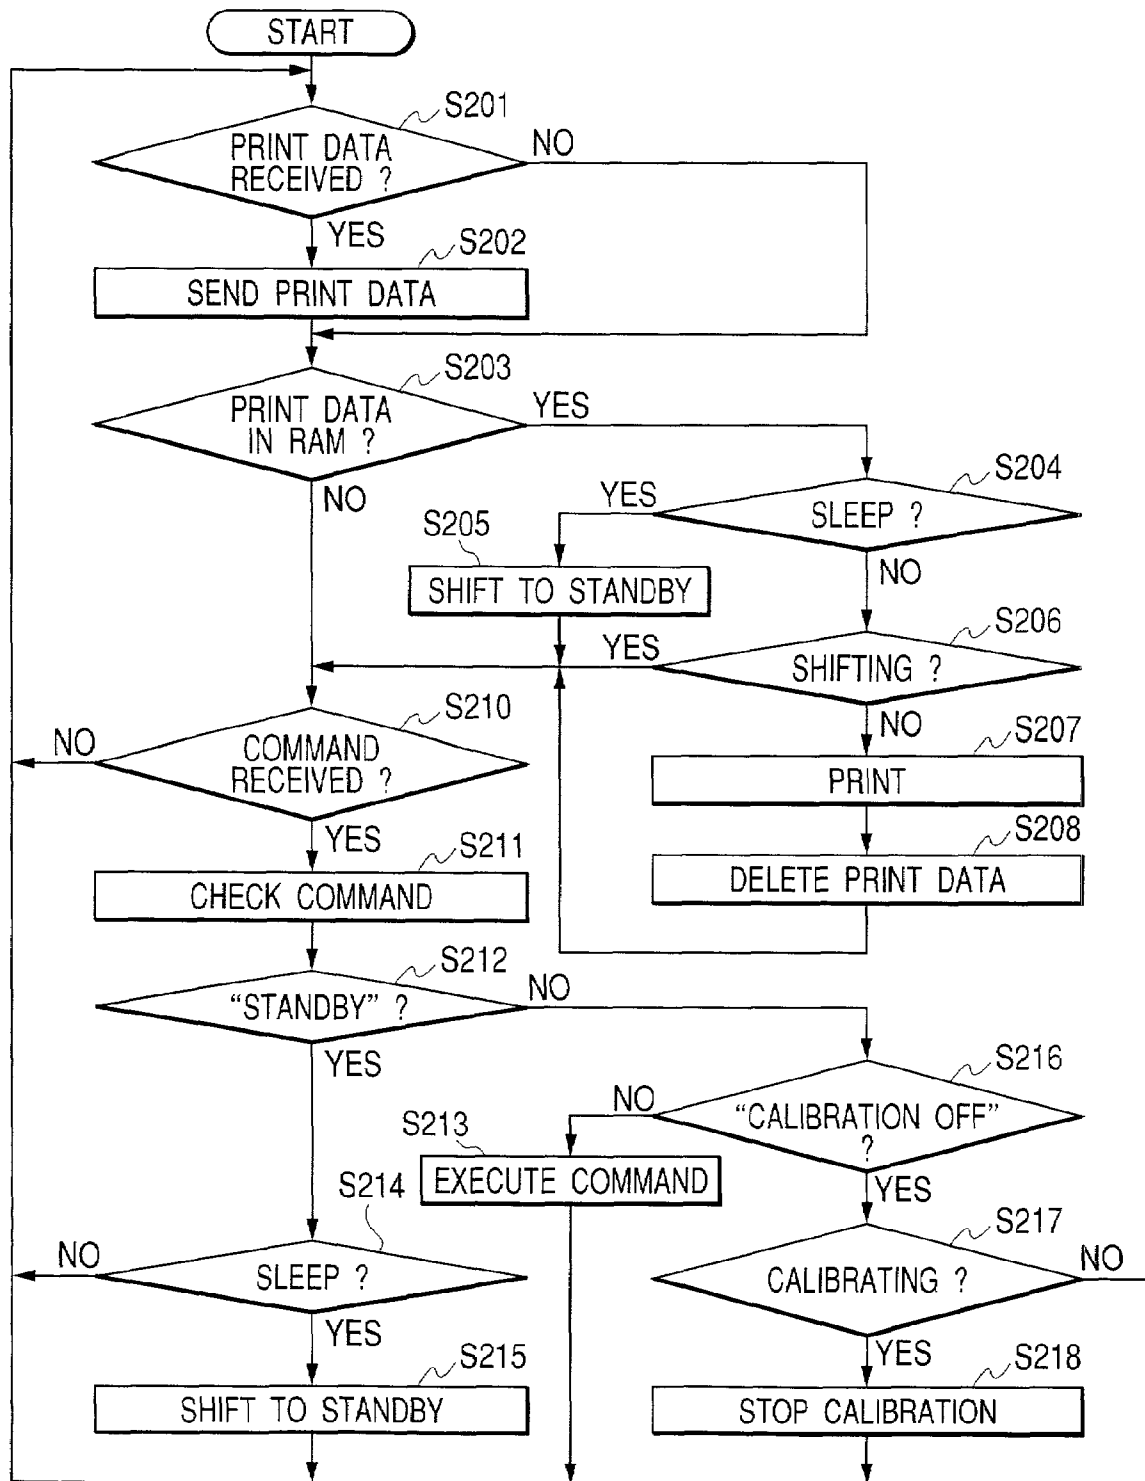 START
S201
PRINT DATA
RECEIVED ?
NO
YES
S202
SEND PRINT DATA
S203
PRINT DATA
IN RAM ?
YES
NO
S204
SLEEP ?
YES
NO
S205
SHIFT TO STANDBY
S206
SHIFTING ?
YES
NO
S207
PRINT
S208
DELETE PRINT DATA
S210
COMMAND
RECEIVED ?
NO
YES
S211
CHECK COMMAND
S212
“STANDBY” ?
NO
YES
S216
“CALIBRATION OFF”
?
NO
YES
S213
EXECUTE COMMAND
S214
SLEEP ?
NO
YES
S217
CALIBRATING ?
NO
YES
S215
SHIFT TO STANDBY
S218
STOP CALIBRATION